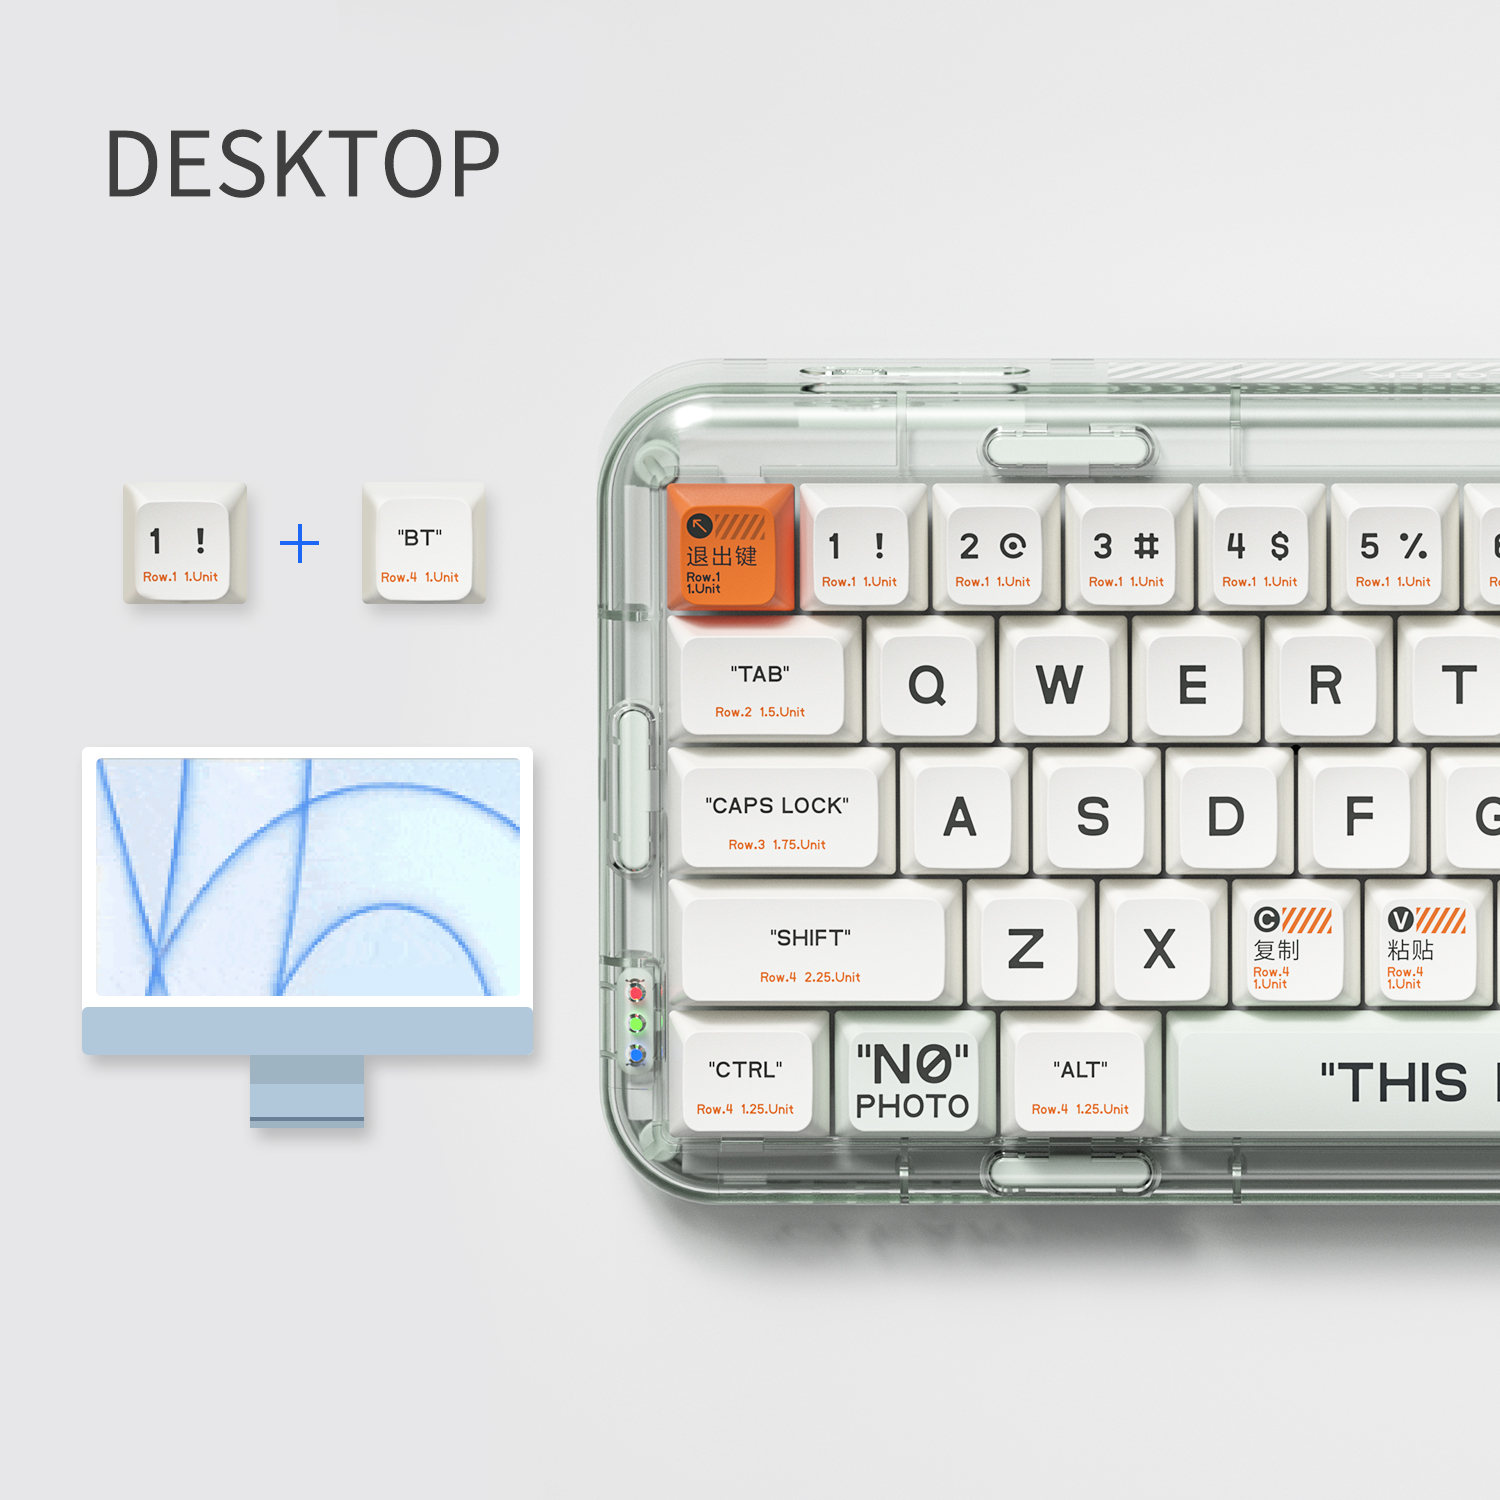 DESKTOP
1 !
Row.1 1.Unit
"BT"
Row.4 1.Unit
退出键
Row.1
1.Unit
1 !
Row.1 1.Unit
2 @
Row.1 1.Unit
3 #
Row.1 1.Unit
4 $
Row.1 1.Unit
5 %
Row.1 1.Unit
"TAB"
Row.2 1.5.Unit
Q
W
E
R
T
"CAPS LOCK"
Row.3 1.75.Unit
A
S
D
F
G
"SHIFT"
Row.4 2.25.Unit
Z
X
C
复制
Row.4
1.Unit
V
粘贴
Row.4
1.Unit
"CTRL"
Row.4 1.25.Unit
"NØ"
PHOTO
"ALT"
Row.4 1.25.Unit
"THIS